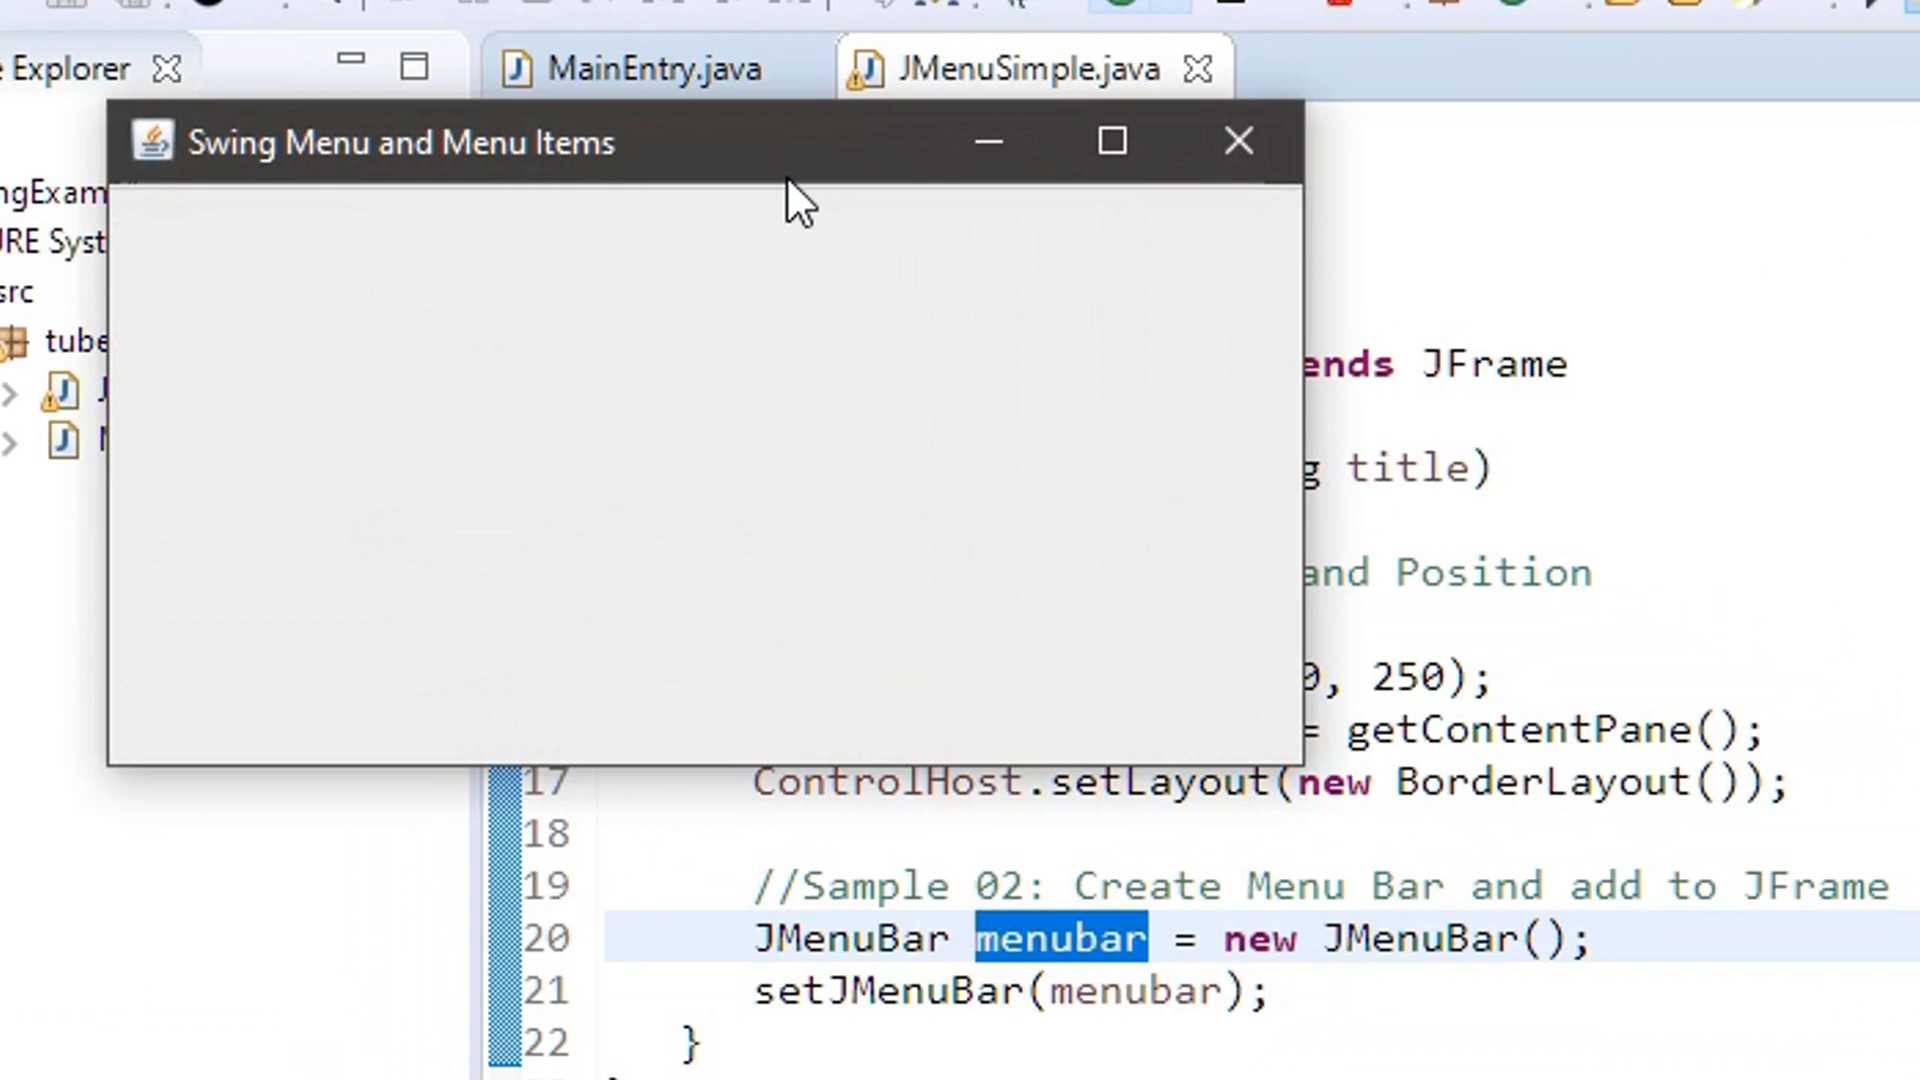 e Explorer
MainEntry.java
JMenuSimple.java
Swing Menu and Menu Items
ngExam
JRE Syst
src
tube
ends JFrame
g title)
and Position
0, 250);
= getContentPane();
17 ControlHost.setLayout(new BorderLayout());
18
19 //Sample 02: Create Menu Bar and add to JFrame
20 JMenuBar menubar = new JMenuBar();
21 setJMenuBar(menubar);
22 }